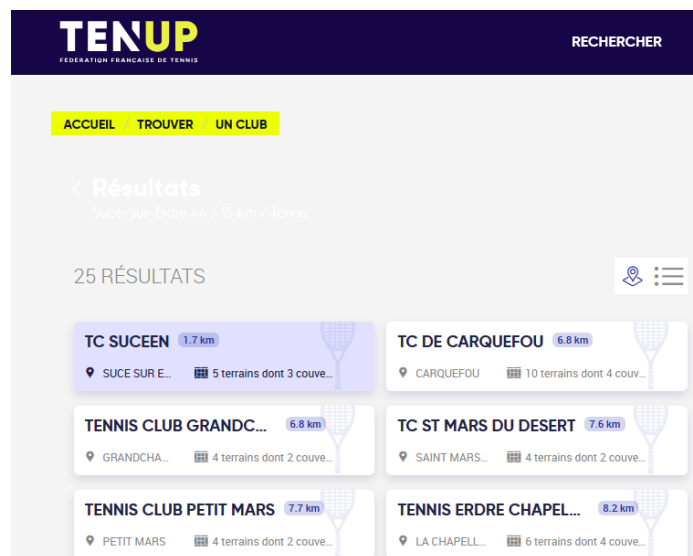 TENUP
FÉDÉRATION FRANÇAISE DE TENNIS
RECHERCHER
ACCUEIL / TROUVER / UN CLUB
Résultats
Sucé-sur-Erdre 44 / 15 Km / Tennis
25 RÉSULTATS
TC SUCEEN 1.7 km
SUCE SUR E... 5 terrains dont 3 couve...
TC DE CARQUEFOU 6.8 km
CARQUEFOU 10 terrains dont 4 couv...
TENNIS CLUB GRANDC... 6.8 km
GRANDCHA... 4 terrains dont 2 couve...
TC ST MARS DU DESERT 7.6 km
SAINT MARS... 4 terrains dont 2 couve...
TENNIS CLUB PETIT MARS 7.7 km
PETIT MARS 4 terrains dont 2 couve...
TENNIS ERDRE CHAPEL... 8.2 km
LA CHAPELL... 6 terrains dont 4 couve...